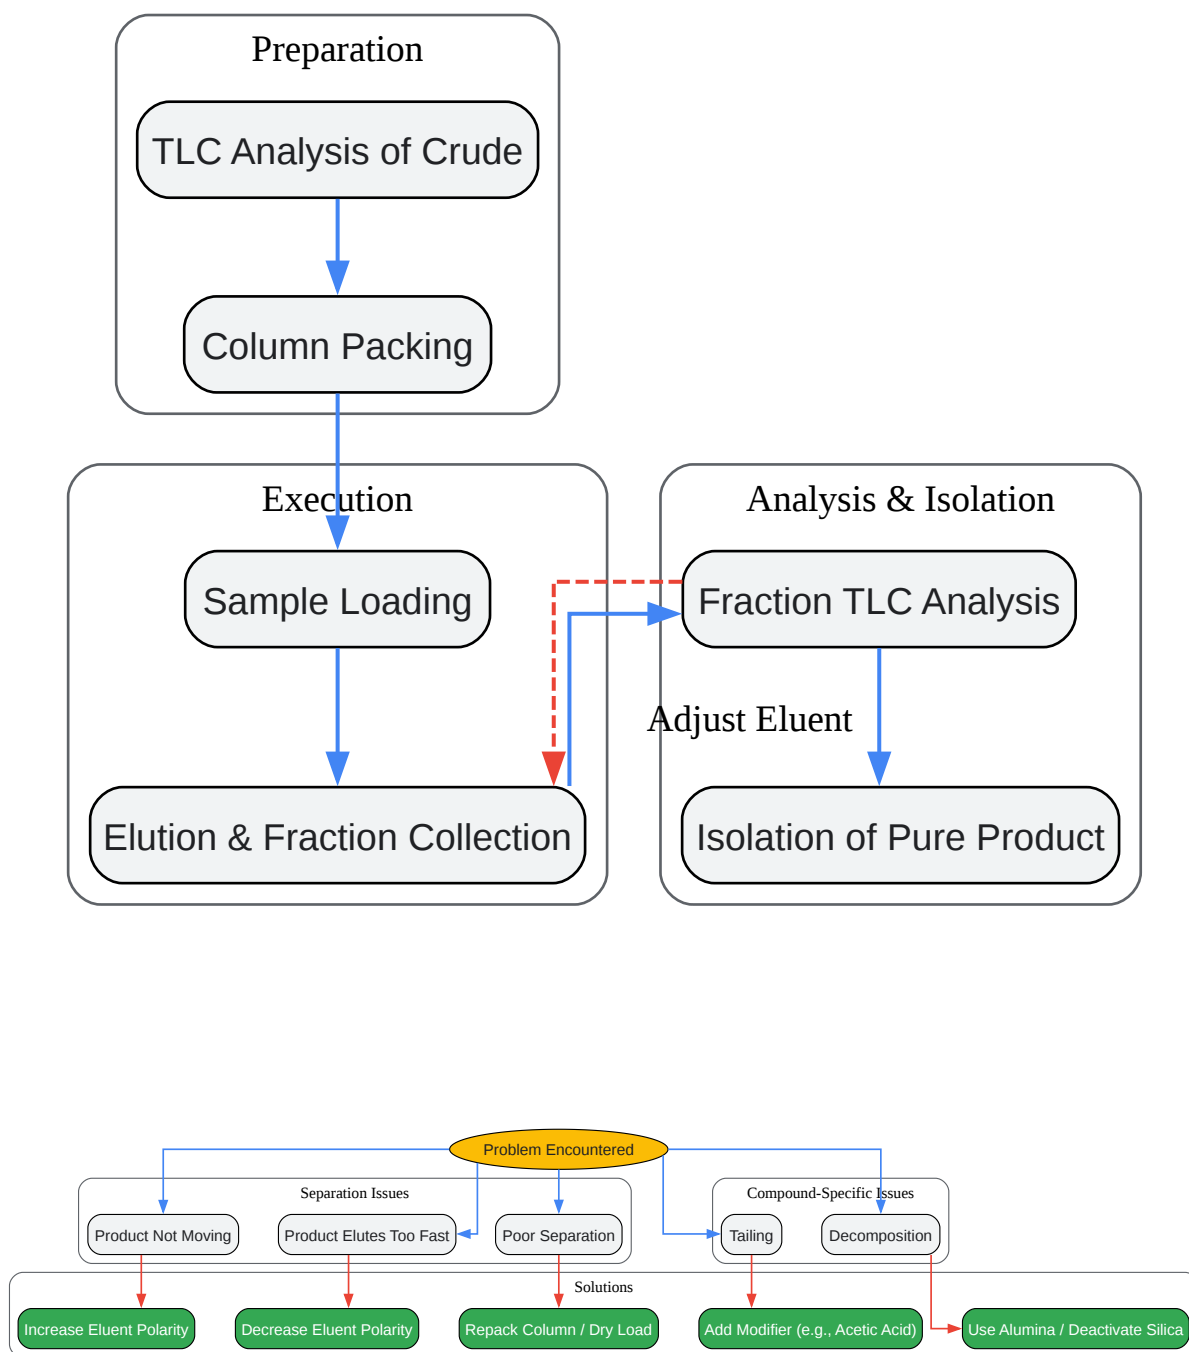 Preparation
TLC Analysis of Crude
Column Packing
Execution
Analysis & Isolation
Sample Loading
Fraction TLC Analysis
Adjust Eluent
Elution & Fraction Collection
Isolation of Pure Product
Problem Encountered
Separation Issues
Compound-Specific Issues
Product Not Moving
Product Elutes Too Fast
Poor Separation
Tailing
Decomposition
Solutions
Increase Eluent Polarity
Decrease Eluent Polarity
Repack Column / Dry Load
Add Modifier (e.g., Acetic Acid)
Use Alumina / Deactivate Silica